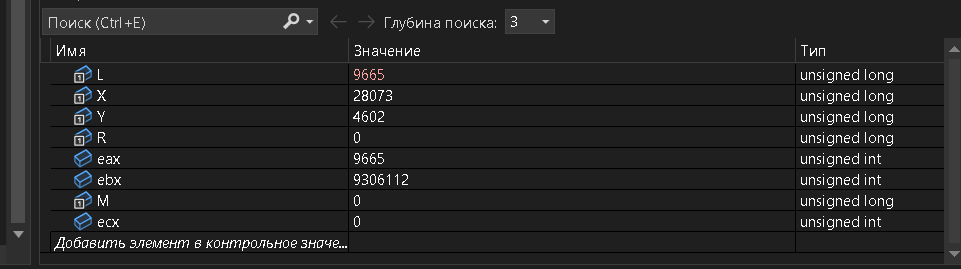 Поиск (Ctrl+E) Глубина поиска: 3
Имя Значение Тип
L 9665 unsigned long
X 28073 unsigned long
Y 4602 unsigned long
R 0 unsigned long
eax 9665 unsigned int
ebx 9306112 unsigned int
M 0 unsigned long
ecx 0 unsigned int
Добавить элемент в контрольное значе...